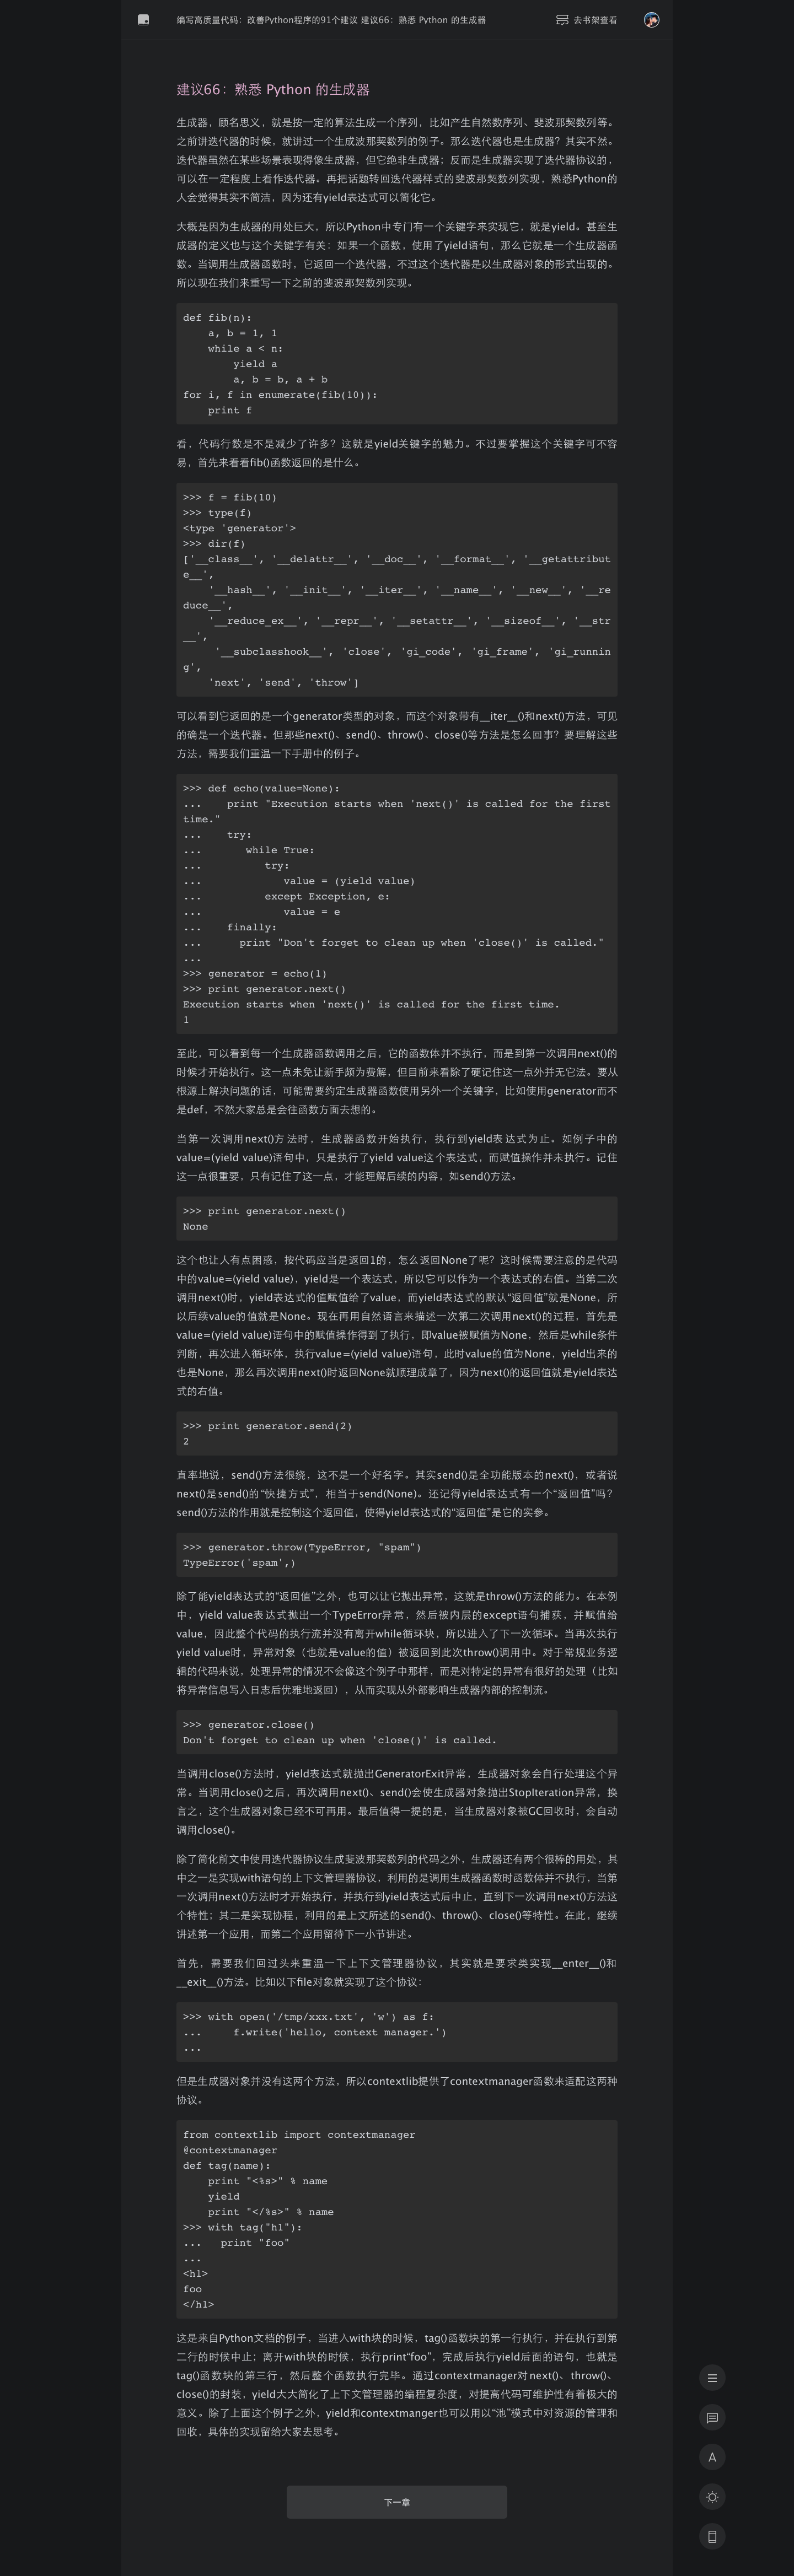 编写高质量代码：改善Python程序的91个建议 建议66：熟悉 Python 的生成器
去书架查看
建议66：熟悉 Python 的生成器
生成器，顾名思义，就是按一定的算法生成一个序列，比如产生自然数序列、斐波那契数列等。
之前讲迭代器的时候，就讲过一个生成波那契数列的例子。那么迭代器也是生成器？其实不然。
迭代器虽然在某些场景表现得像生成器，但它绝非生成器；反而是生成器实现了迭代器协议的，
可以在一定程度上看作迭代器。再把话题转回迭代器样式的斐波那契数列实现，熟悉Python的
人会觉得其实不简洁，因为还有yield表达式可以简化它。
大概是因为生成器的用处巨大，所以Python中专门有一个关键字来实现它，就是yield。甚至生
成器的定义也与这个关键字有关：如果一个函数，使用了yield语句，那么它就是一个生成器函
数。当调用生成器函数时，它返回一个迭代器，不过这个迭代器是以生成器对象的形式出现的。
所以现在我们来重写一下之前的斐波那契数列实现。
def fib(n):
    a, b = 1, 1
    while a < n:
        yield a
        a, b = b, a + b
for i, f in enumerate(fib(10)):
    print f
看，代码行数是不是减少了许多？这就是yield关键字的魅力。不过要掌握这个关键字可不容
易，首先来看看fib()函数返回的是什么。
>>> f = fib(10)
>>> type(f)
<type 'generator'>
>>> dir(f)
['__class__', '__delattr__', '__doc__', '__format__', '__getattribut
e__',
    '__hash__', '__init__', '__iter__', '__name__', '__new__', '__re
duce__',
    '__reduce_ex__', '__repr__', '__setattr__', '__sizeof__', '__str
__',
     '__subclasshook__', 'close', 'gi_code', 'gi_frame', 'gi_runnin
g',
    'next', 'send', 'throw']
可以看到它返回的是一个generator类型的对象，而这个对象带有__iter__()和next()方法，可见
的确是一个迭代器。但那些next()、send()、throw()、close()等方法是怎么回事？要理解这些
方法，需要我们重温一下手册中的例子。
>>> def echo(value=None):
...    print "Execution starts when 'next()' is called for the first
time."
...    try:
...       while True:
...          try:
...             value = (yield value)
...          except Exception, e:
...             value = e
...    finally:
...      print "Don't forget to clean up when 'close()' is called."
...
>>> generator = echo(1)
>>> print generator.next()
Execution starts when 'next()' is called for the first time.
1
至此，可以看到每一个生成器函数调用之后，它的函数体并不执行，而是到第一次调用next()的
时候才开始执行。这一点未免让新手颇为费解，但目前来看除了硬记住这一点外并无它法。要从
根源上解决问题的话，可能需要约定生成器函数使用另外一个关键字，比如使用generator而不
是def，不然大家总是会往函数方面去想的。
当第一次调用next()方法时，生成器函数开始执行，执行到yield表达式为止。如例子中的
value=(yield value)语句中，只是执行了yield value这个表达式，而赋值操作并未执行。记住
这一点很重要，只有记住了这一点，才能理解后续的内容，如send()方法。
>>> print generator.next()
None
这个也让人有点困惑，按代码应当是返回1的，怎么返回None了呢？这时候需要注意的是代码
中的value=(yield value)，yield是一个表达式，所以它可以作为一个表达式的右值。当第二次
调用next()时，yield表达式的值赋值给了value，而yield表达式的默认“返回值”就是None，所
以后续value的值就是None。现在再用自然语言来描述一次第二次调用next()的过程，首先是
value=(yield value)语句中的赋值操作得到了执行，即value被赋值为None，然后是while条件
判断，再次进入循环体，执行value=(yield value)语句，此时value的值为None，yield出来的
也是None，那么再次调用next()时返回None就顺理成章了，因为next()的返回值就是yield表达
式的右值。
>>> print generator.send(2)
2
直率地说，send()方法很绕，这不是一个好名字。其实send()是全功能版本的next()，或者说
next()是send()的“快捷方式”，相当于send(None)。还记得yield表达式有一个“返回值”吗？
send()方法的作用就是控制这个返回值，使得yield表达式的“返回值”是它的实参。
>>> generator.throw(TypeError, "spam")
TypeError('spam',)
除了能yield表达式的“返回值”之外，也可以让它抛出异常，这就是throw()方法的能力。在本例
中，yield value表达式抛出一个TypeError异常，然后被内层的except语句捕获，并赋值给
value，因此整个代码的执行流并没有离开while循环块，所以进入了下一次循环。当再次执行
yield value时，异常对象（也就是value的值）被返回到此次throw()调用中。对于常规业务逻
辑的代码来说，处理异常的情况不会像这个例子中那样，而是对特定的异常有很好的处理（比如
将异常信息写入日志后优雅地返回），从而实现从外部影响生成器内部的控制流。
>>> generator.close()
Don't forget to clean up when 'close()' is called.
当调用close()方法时，yield表达式就抛出GeneratorExit异常，生成器对象会自行处理这个异
常。当调用close()之后，再次调用next()、send()会使生成器对象抛出StopIteration异常，换
言之，这个生成器对象已经不可再用。最后值得一提的是，当生成器对象被GC回收时，会自动
调用close()。
除了简化前文中使用迭代器协议生成斐波那契数列的代码之外，生成器还有两个很棒的用处，其
中之一是实现with语句的上下文管理器协议，利用的是调用生成器函数时函数体并不执行，当第
一次调用next()方法时才开始执行，并执行到yield表达式后中止，直到下一次调用next()方法这
个特性；其二是实现协程，利用的是上文所述的send()、throw()、close()等特性。在此，继续
讲述第一个应用，而第二个应用留待下一小节讲述。
首先，需要我们回过头来重温一下上下文管理器协议，其实就是要求类实现__enter__()和
__exit__()方法。比如以下file对象就实现了这个协议：
>>> with open('/tmp/xxx.txt', 'w') as f:
...     f.write('hello, context manager.')
...
但是生成器对象并没有这两个方法，所以contextlib提供了contextmanager函数来适配这两种
协议。
from contextlib import contextmanager
@contextmanager
def tag(name):
    print "<%s>" % name
    yield
    print "</%s>" % name
>>> with tag("h1"):
...   print "foo"
...
<h1>
foo
</h1>
这是来自Python文档的例子，当进入with块的时候，tag()函数块的第一行执行，并在执行到第
二行的时候中止；离开with块的时候，执行print“foo”，完成后执行yield后面的语句，也就是
tag()函数块的第三行，然后整个函数执行完毕。通过contextmanager对next()、throw()、
close()的封装，yield大大简化了上下文管理器的编程复杂度，对提高代码可维护性有着极大的
意义。除了上面这个例子之外，yield和contextmanger也可以用以“池”模式中对资源的管理和
回收，具体的实现留给大家去思考。
下一章
A